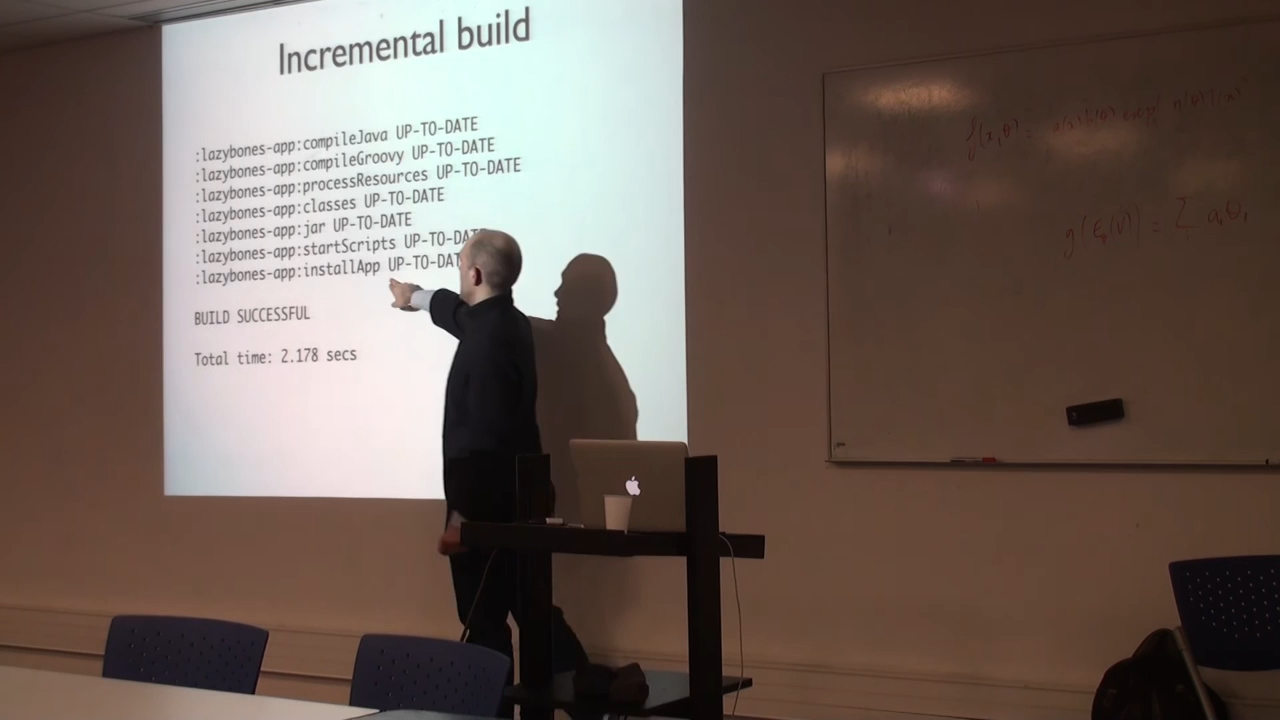 Incremental build
:lazybones-app:compileJava UP-TO-DATE
:lazybones-app:compileGroovy UP-TO-DATE
:lazybones-app:processResources UP-TO-DATE
:lazybones-app:classes UP-TO-DATE
:lazybones-app:jar UP-TO-DATE
:lazybones-app:startScripts UP-TO-DAT
:lazybones-app:installApp UP-TO-DAT
BUILD SUCCESSFUL
Total time: 2.178 secs
f(x,θ) =
= Σ